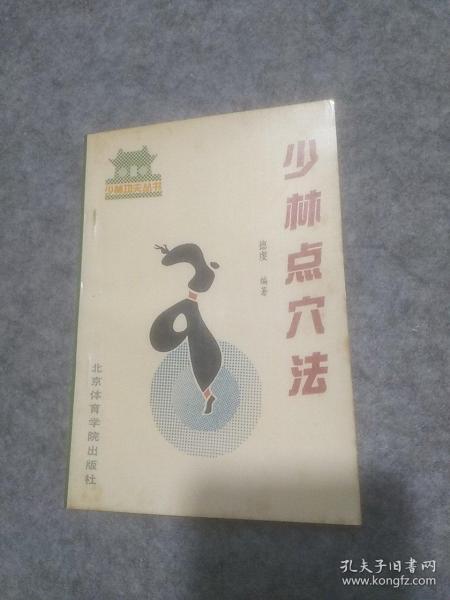 少林功夫丛书
少林点穴法
德虔 编著
北京体育学院出版社
孔夫子旧书网
www.kongfz.com